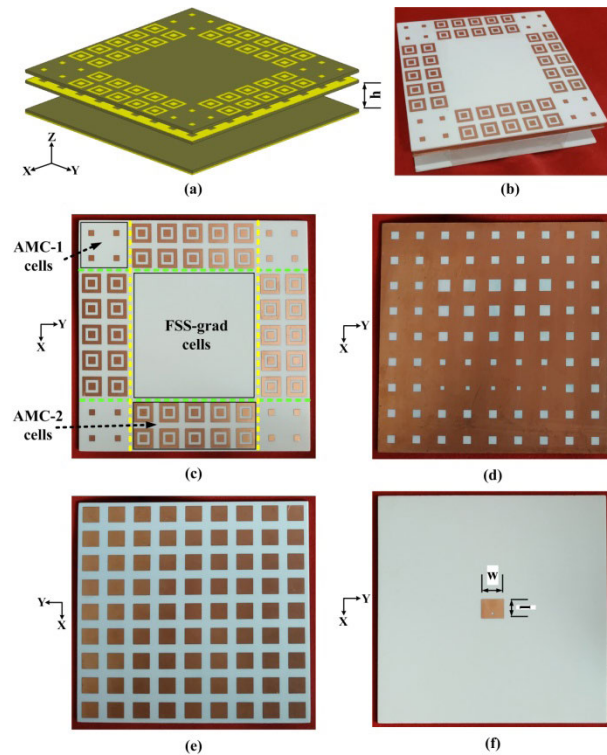 Z
X
Y
h
(a)
(b)
AMC-1
cells
FSS-grad
cells
Y
X
AMC-2
cells
(c)
Y
X
(d)
Y
X
(e)
W
Y
X
(f)